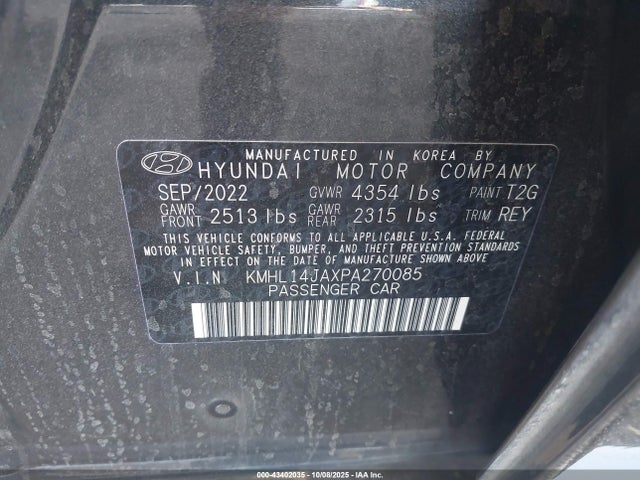 MANUFACTURED IN KOREA BY
HYUNDAI MOTOR COMPANY
SEP/2022 GVWR 4354 lbs PAINT T2G
GAWR FRONT 2513 lbs GAWR REAR 2315 lbs TRIM REY
THIS VEHICLE CONFORMS TO ALL APPLICABLE U.S.A. FEDERAL
MOTOR VEHICLE SAFETY, BUMPER, AND THEFT PREVENTION STANDARDS
IN EFFECT ON THE DATE OF MANUFACTURE SHOWN ABOVE
V.I.N KMHL14JAXPA270085
PASSENGER CAR
000-43402035 - 10/08/2025 - IAA Inc.